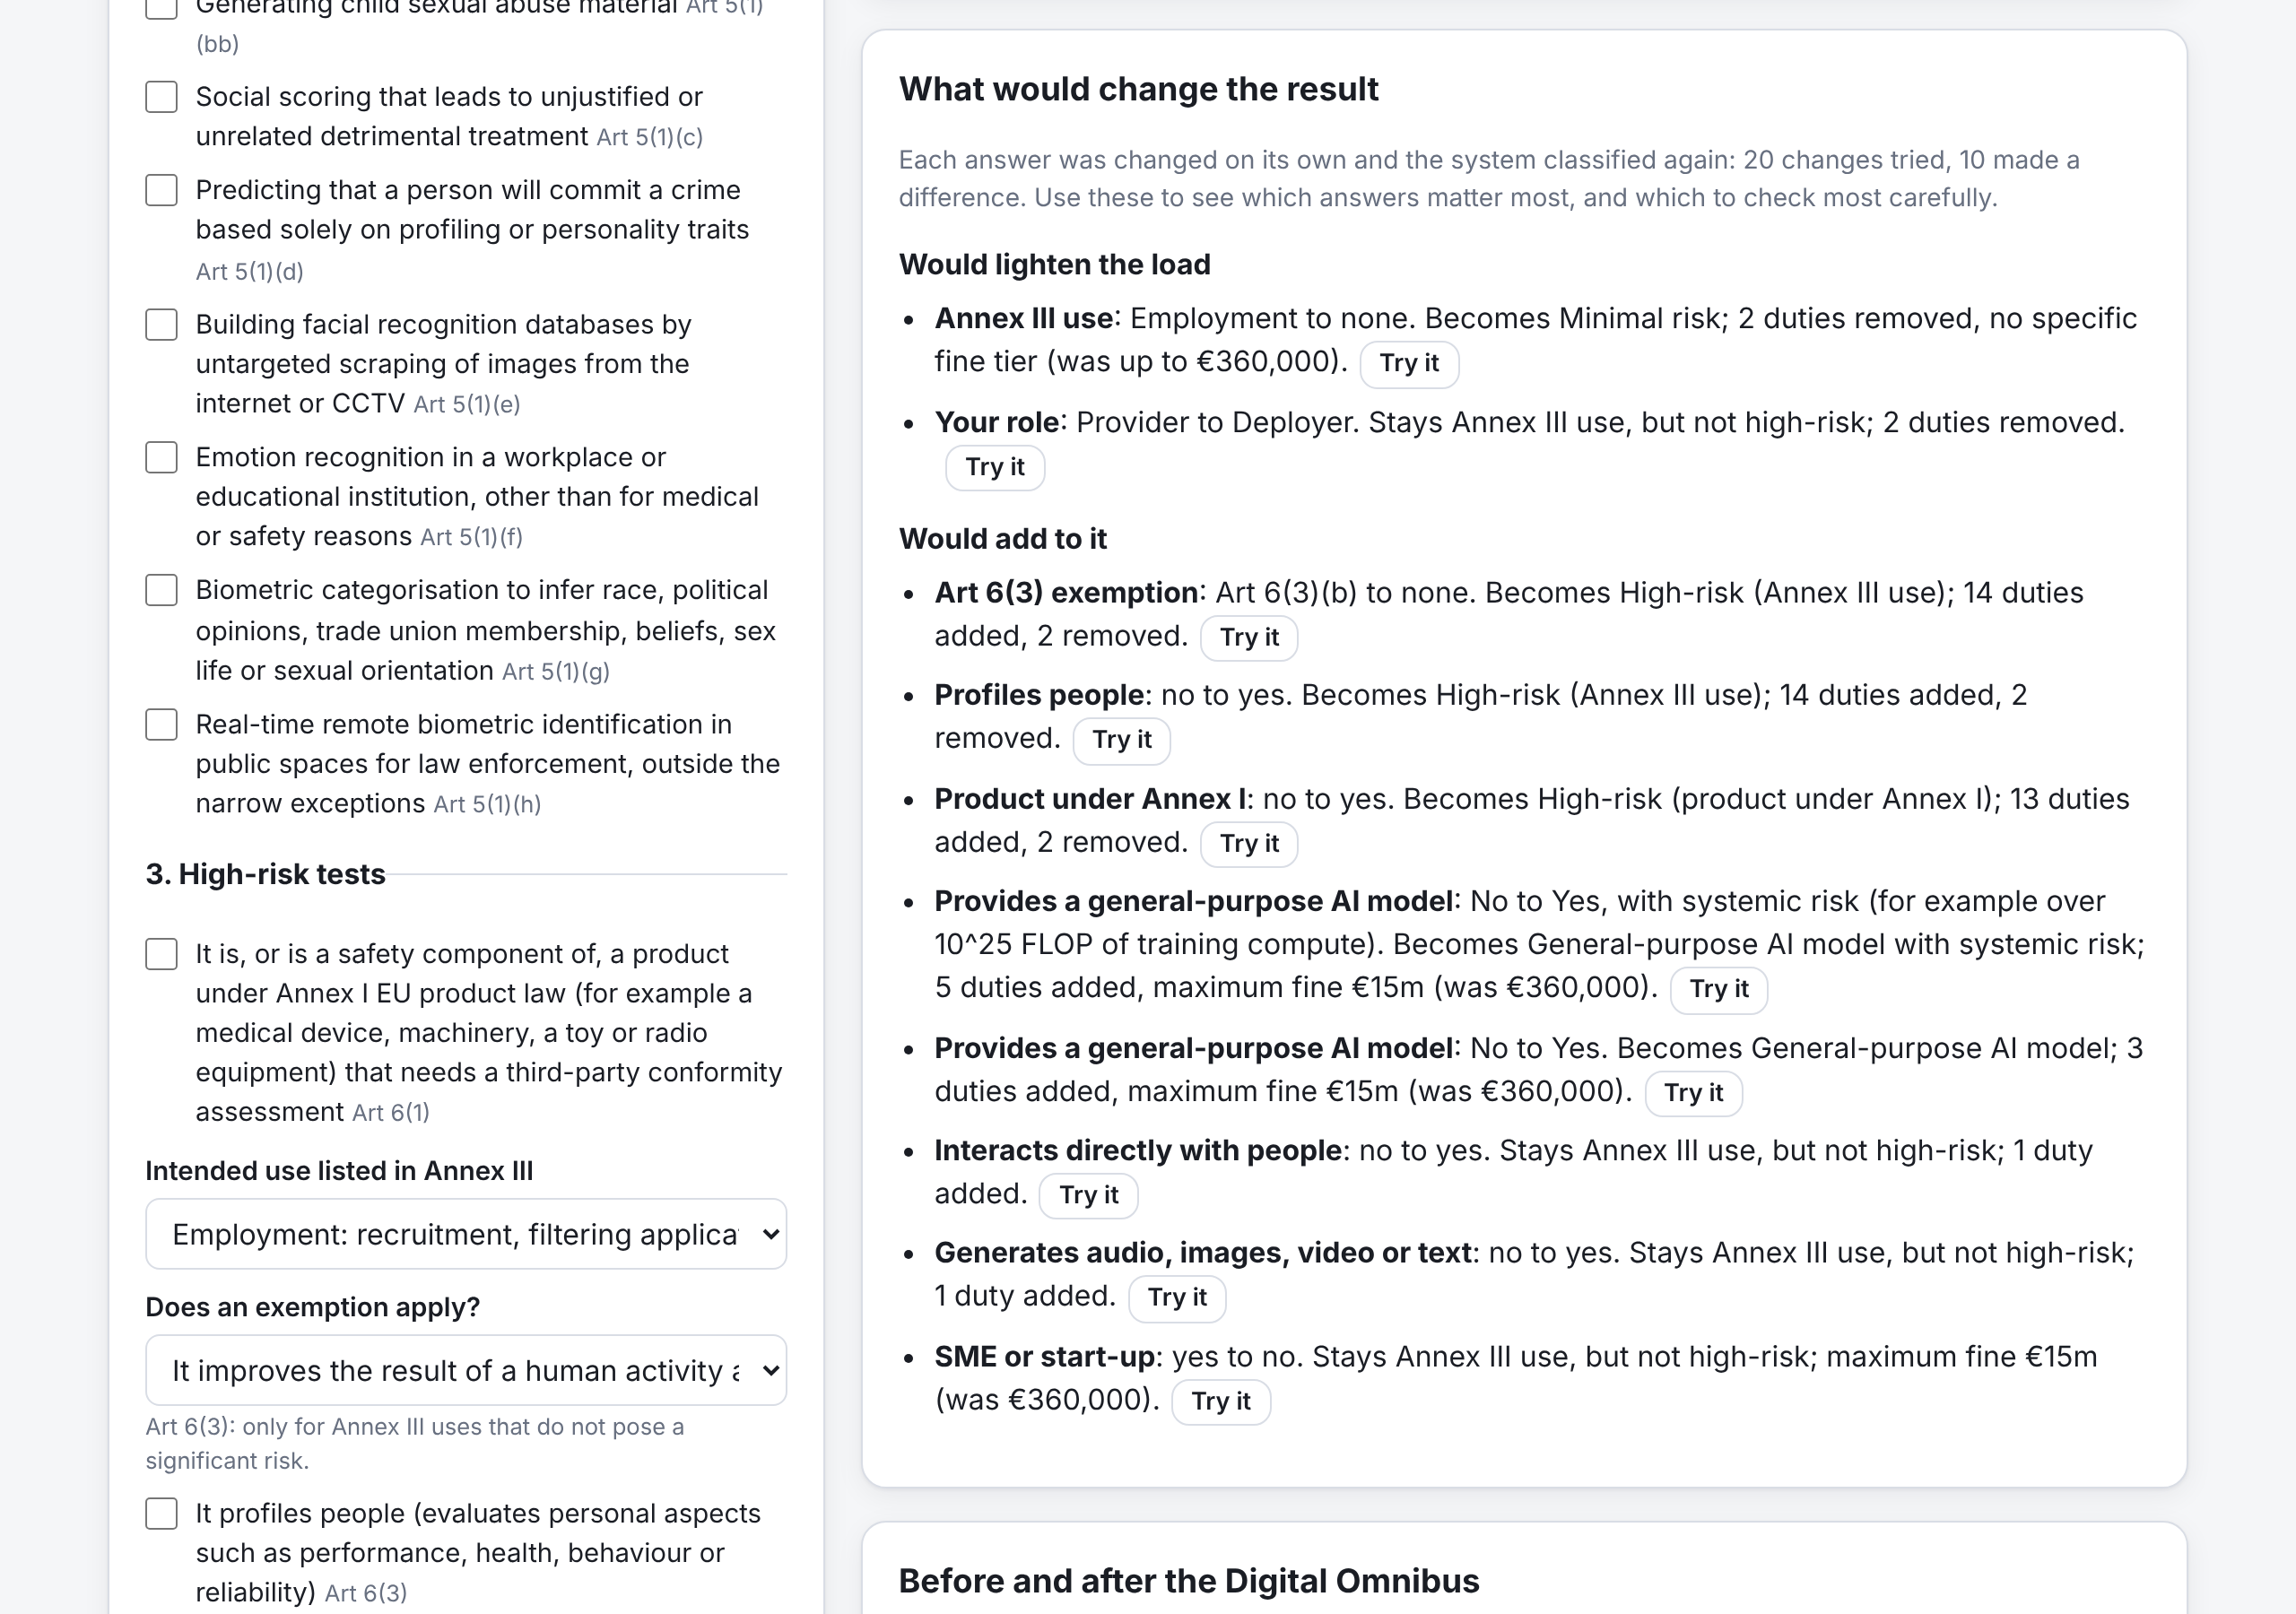 Generating child sexual abuse material Art 5(1)
(bb)
Social scoring that leads to unjustified or
unrelated detrimental treatment Art 5(1)(c)
Predicting that a person will commit a crime
based solely on profiling or personality traits
Art 5(1)(d)
Building facial recognition databases by
untargeted scraping of images from the
internet or CCTV Art 5(1)(e)
Emotion recognition in a workplace or
educational institution, other than for medical
or safety reasons Art 5(1)(f)
Biometric categorisation to infer race, political
opinions, trade union membership, beliefs, sex
life or sexual orientation Art 5(1)(g)
Real-time remote biometric identification in
public spaces for law enforcement, outside the
narrow exceptions Art 5(1)(h)
3. High-risk tests
It is, or is a safety component of, a product
under Annex I EU product law (for example a
medical device, machinery, a toy or radio
equipment) that needs a third-party conformity
assessment Art 6(1)
Intended use listed in Annex III
Employment: recruitment, filtering applica
Does an exemption apply?
It improves the result of a human activity a
Art 6(3): only for Annex III uses that do not pose a
significant risk.
It profiles people (evaluates personal aspects
such as performance, health, behaviour or
reliability) Art 6(3)
What would change the result
Each answer was changed on its own and the system classified again: 20 changes tried, 10 made a
difference. Use these to see which answers matter most, and which to check most carefully.
Would lighten the load
• Annex III use: Employment to none. Becomes Minimal risk; 2 duties removed, no specific
fine tier (was up to €360,000). Try it
• Your role: Provider to Deployer. Stays Annex III use, but not high-risk; 2 duties removed.
Try it
Would add to it
• Art 6(3) exemption: Art 6(3)(b) to none. Becomes High-risk (Annex III use); 14 duties
added, 2 removed. Try it
• Profiles people: no to yes. Becomes High-risk (Annex III use); 14 duties added, 2
removed. Try it
• Product under Annex I: no to yes. Becomes High-risk (product under Annex I); 13 duties
added, 2 removed. Try it
• Provides a general-purpose AI model: No to Yes, with systemic risk (for example over
10^25 FLOP of training compute). Becomes General-purpose AI model with systemic risk;
5 duties added, maximum fine €15m (was €360,000). Try it
• Provides a general-purpose AI model: No to Yes. Becomes General-purpose AI model; 3
duties added, maximum fine €15m (was €360,000). Try it
• Interacts directly with people: no to yes. Stays Annex III use, but not high-risk; 1 duty
added. Try it
• Generates audio, images, video or text: no to yes. Stays Annex III use, but not high-risk;
1 duty added. Try it
• SME or start-up: yes to no. Stays Annex III use, but not high-risk; maximum fine €15m
(was €360,000). Try it
Before and after the Digital Omnibus